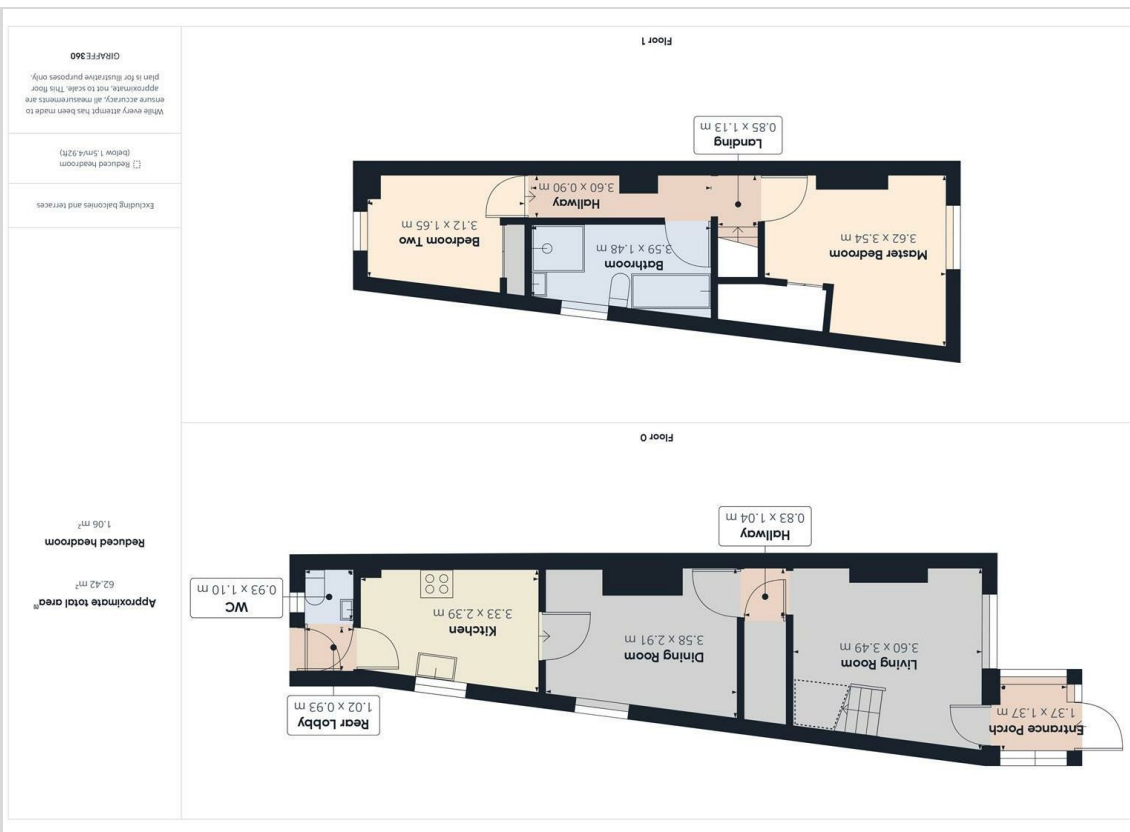 Entrance Porch
1.37 x 1.37 m
Living Room
3.60 x 3.49 m
Dining Room
3.58 x 2.91 m
Kitchen
3.33 x 2.39 m
Rear Lobby
1.02 x 0.93 m
WC
0.93 x 1.10 m
Hallway
0.83 x 1.04 m
Floor 0
Master Bedroom
3.62 x 3.54 m
Bathroom
3.59 x 1.48 m
Bedroom Two
3.12 x 1.65 m
Hallway
3.60 x 0.90 m
Landing
0.85 x 1.13 m
Floor 1
Approximate total area
62.42 m²
Reduced headroom
1.06 m²
Excluding balconies and terraces
Reduced headroom
(below 1.5m/4.92ft)
While every attempt has been made to
ensure accuracy, all measurements are
approximate, not to scale. This floor
plan is for illustrative purposes only.
GIRAFFE360